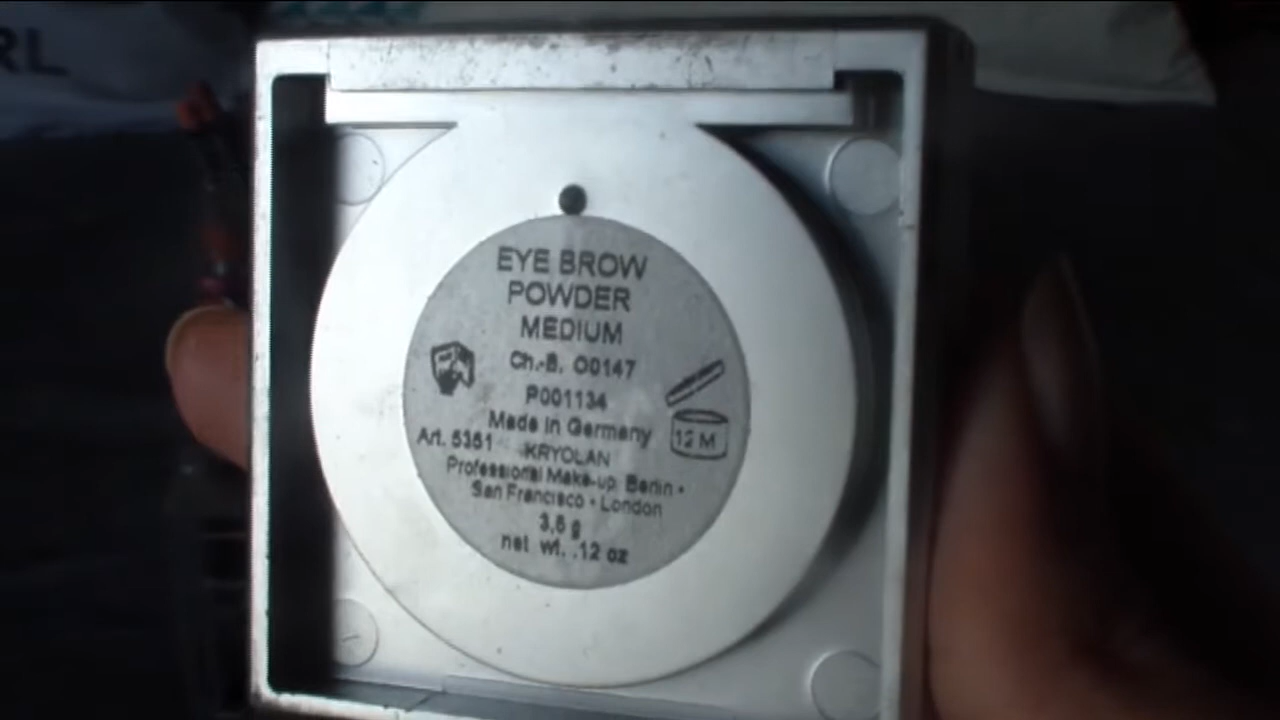 RL
EYE BROW
POWDER
MEDIUM
Ch.-B. O0147
P001134
Made in Germany
Art. 5351 KRYOLAN
Professional Make-up Berlin •
San Francisco • London
3,5 g
net wt. .12 oz
12 M